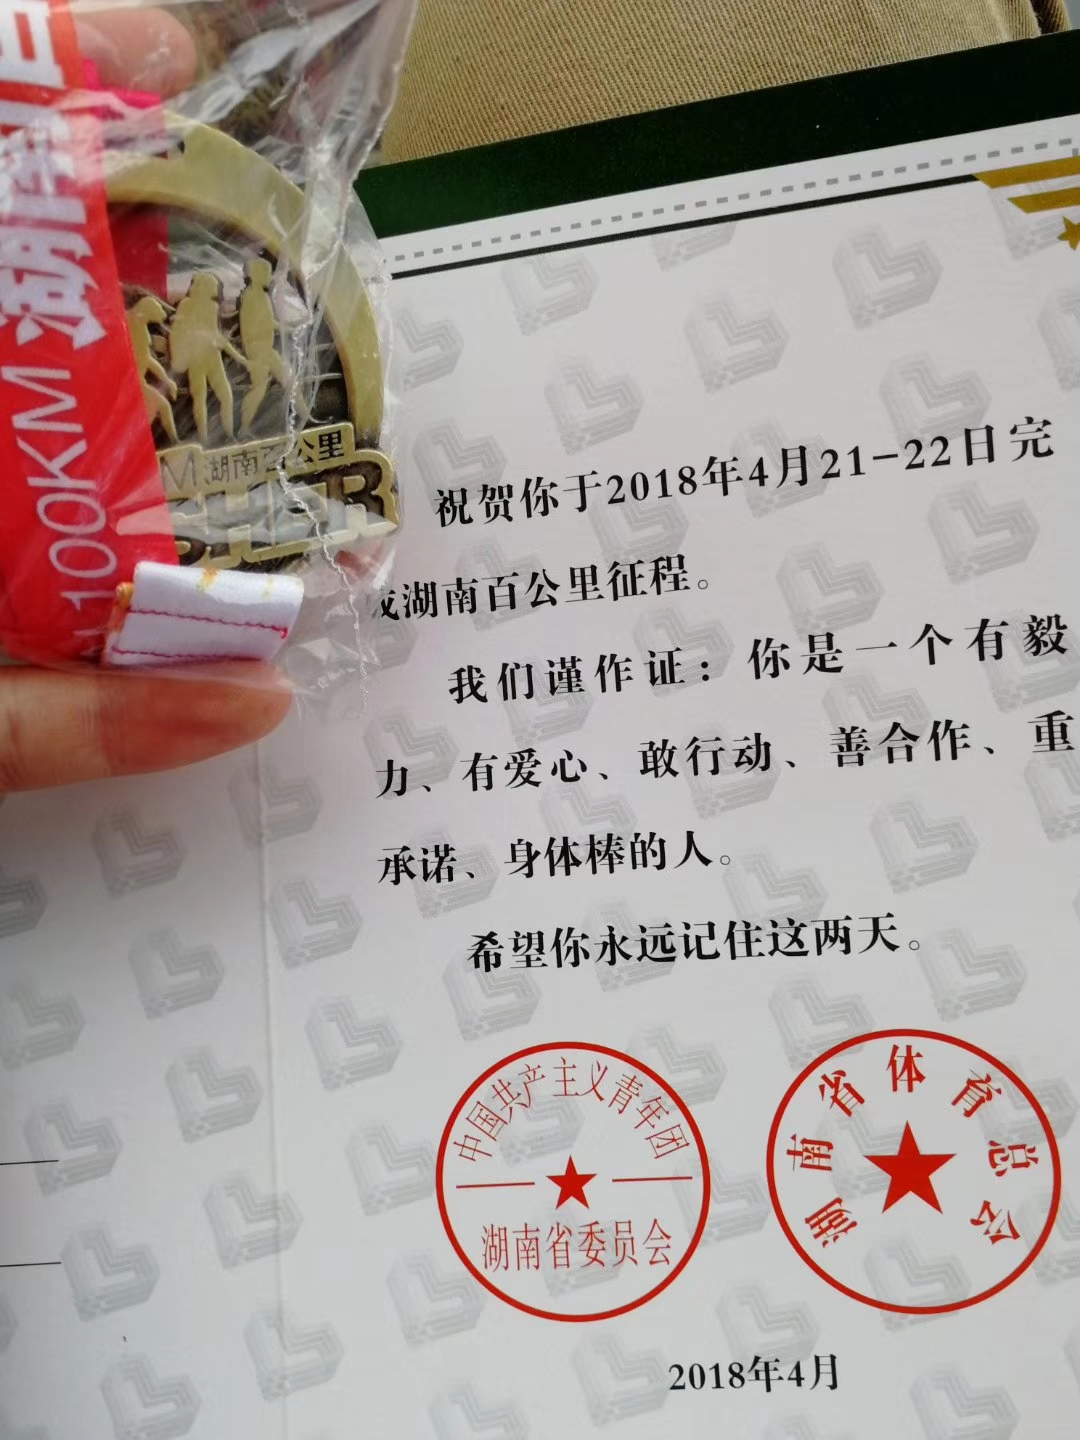 湖南百
100KM
M湖南百公里
祝贺你于2018年4月21-22日完
成湖南百公里征程。
我们谨作证：你是一个有毅
力、有爱心、敢行动、善合作、重
承诺、身体棒的人。
希望你永远记住这两天。
中国共产主义青年团
湖南省委员会
湖南省体育总公
2018年4月